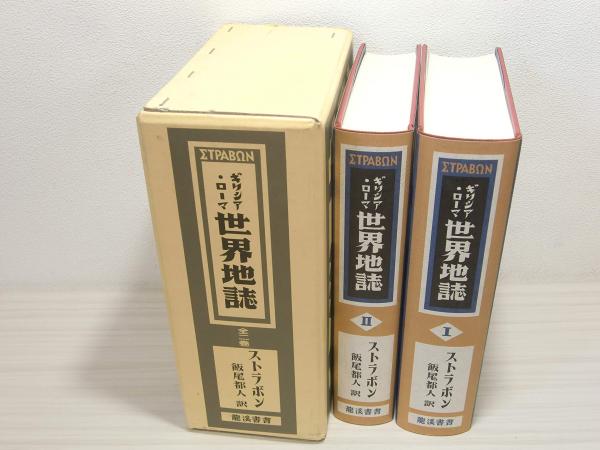 ΣΤΡΑΒΩΝ
ギリシア
・ローマ
世界地誌
全二巻
ストラボン
飯尾都人 訳
龍溪書舎
ΣΤΡΑΒΩΝ
ギリシア
・ローマ
世界地誌
II
ストラボン
飯尾都人 訳
龍溪書舎
ΣΤΡΑΒΩΝ
ギリシア
・ローマ
世界地誌
I
ストラボン
飯尾都人 訳
龍溪書舎